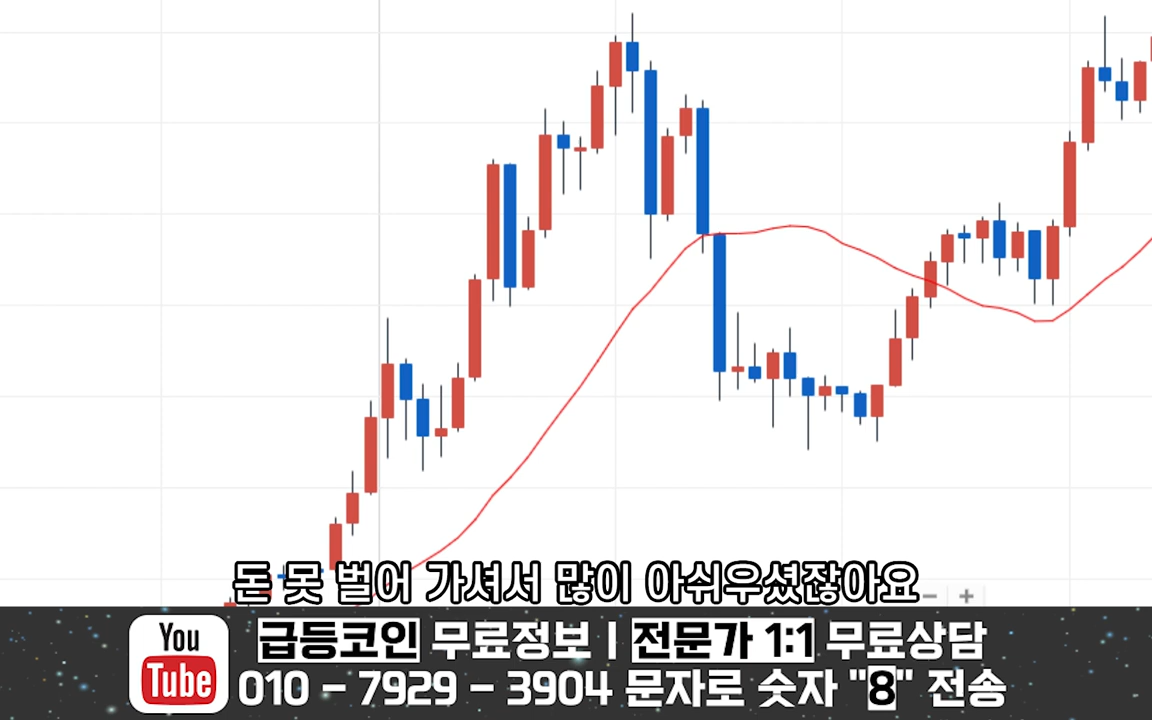 돈 못 벌어 가셔서 많이 아쉬우셨잖아요
You
Tube
급등코인 무료정보 | 전문가 1:1 무료상담
010 - 7929 - 3904 문자로 숫자 "8" 전송